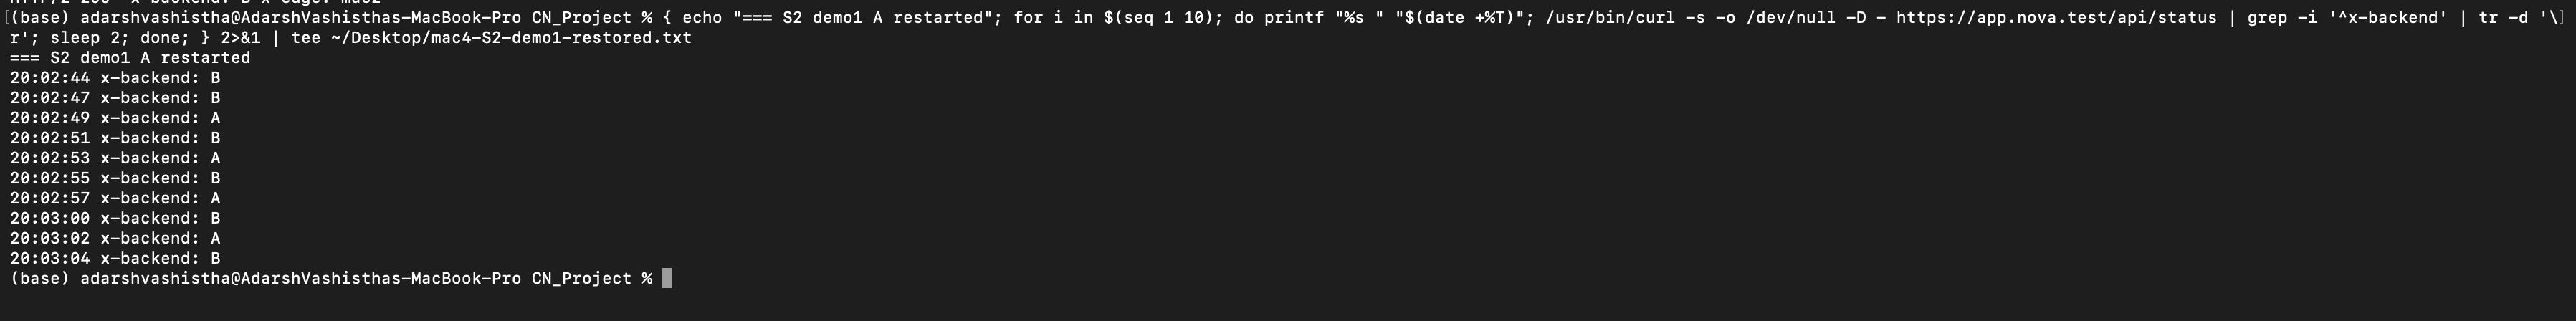 [(base) adarshvashistha@AdarshVashisthas-MacBook-Pro CN_Project % { echo "=== S2 demo1 A restarted"; for i in $(seq 1 10); do printf "%s " "$(date +%T)"; /usr/bin/curl -s -o /dev/null -D - https://app.nova.test/api/status | grep -i '^x-backend' | tr -d '\]
r'; sleep 2; done; } 2>&1 | tee ~/Desktop/mac4-S2-demo1-restored.txt
=== S2 demo1 A restarted
20:02:44 x-backend: B
20:02:47 x-backend: B
20:02:49 x-backend: A
20:02:51 x-backend: B
20:02:53 x-backend: A
20:02:55 x-backend: B
20:02:57 x-backend: A
20:03:00 x-backend: B
20:03:02 x-backend: A
20:03:04 x-backend: B
(base) adarshvashistha@AdarshVashisthas-MacBook-Pro CN_Project %